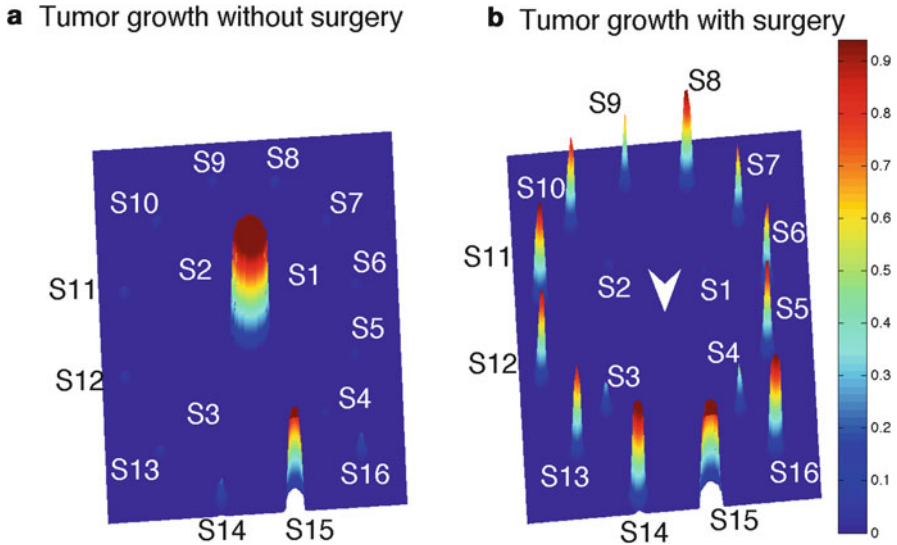 a Tumor growth without surgery
S9 S8
S10 S7
S2 S1 S6
S11
S5
S12
S3 S4
S13 S16
S14 S15
b Tumor growth with surgery
S8
S9
S7
S10
S6
S11
S2 S1
S5
S12
S3 S4
S13 S16
S14 S15
0.9
0.8
0.7
0.6
0.5
0.4
0.3
0.2
0.1
0